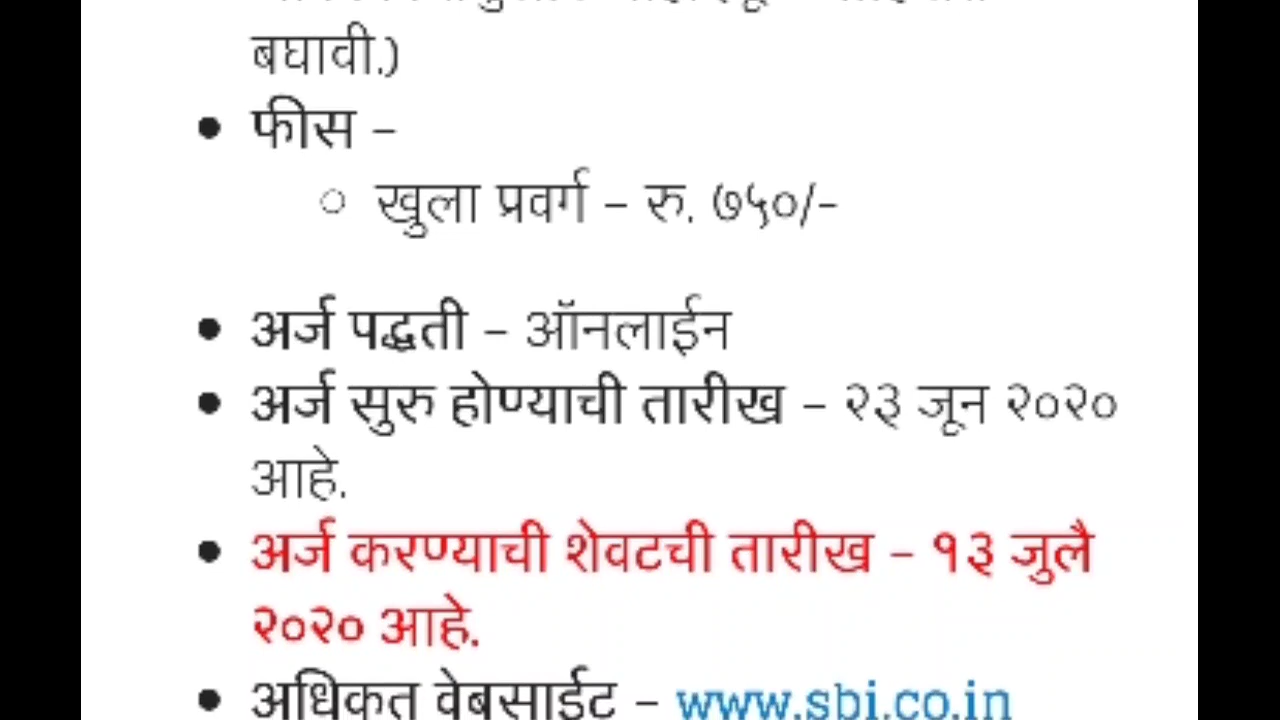 बघावी.)
• फीस –
○ खुला प्रवर्ग – रु. ७५०/-
• अर्ज पद्धती – ऑनलाईन
• अर्ज सुरु होण्याची तारीख – २३ जून २०२०
आहे.
• अर्ज करण्याची शेवटची तारीख – १३ जुलै
२०२० आहे.
• अधिकृत वेबसाईट – www.sbi.co.in